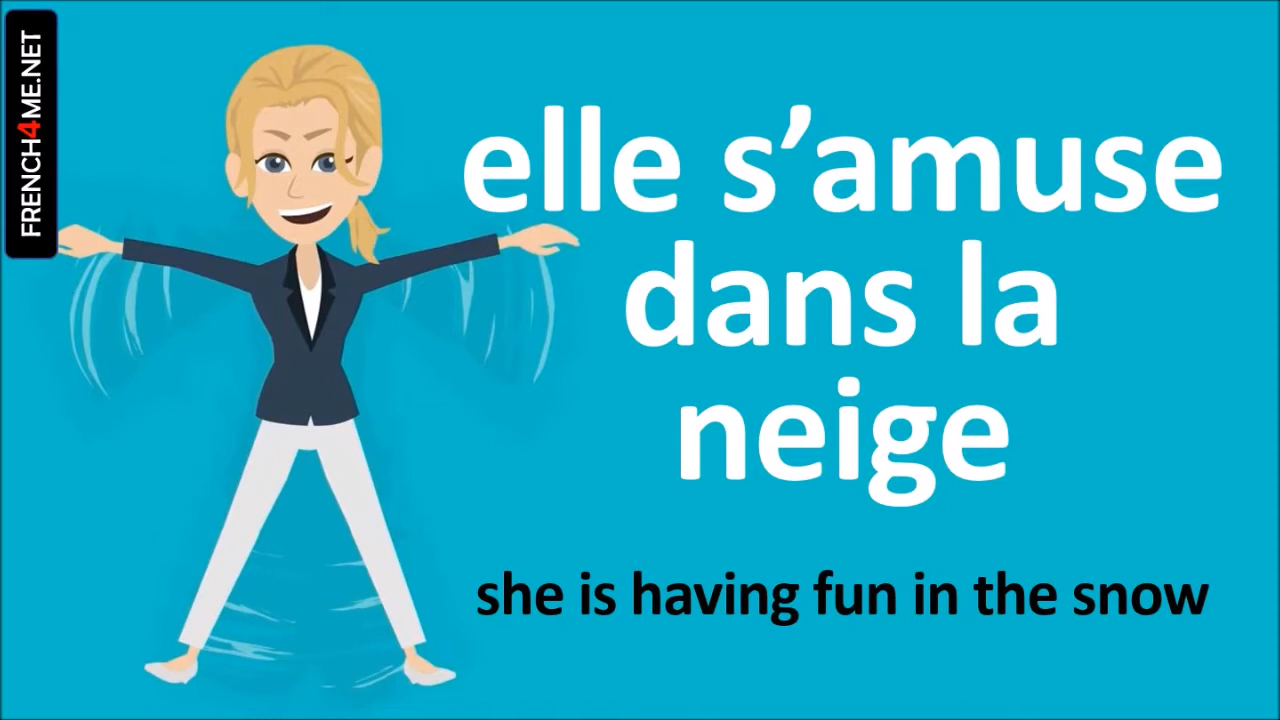 FRENCH4ME.NET
elle s’amuse
dans la
neige
she is having fun in the snow